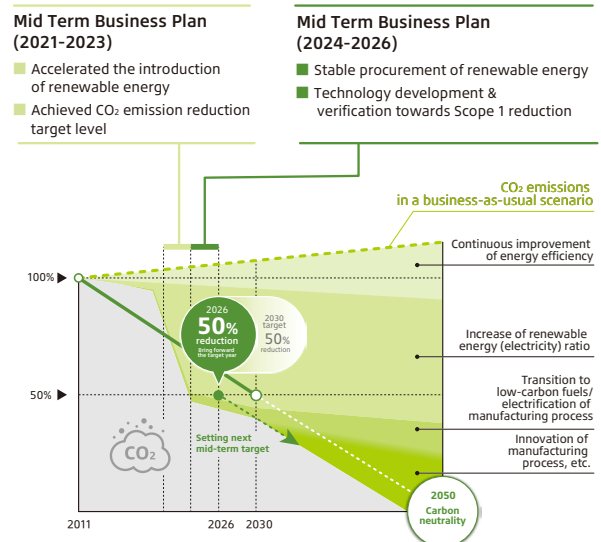 Mid Term Business Plan
(2021-2023)
Accelerated the introduction
of renewable energy
Achieved CO₂ emission reduction
target level
Mid Term Business Plan
(2024-2026)
Stable procurement of renewable energy
Technology development &
verification towards Scope 1 reduction
CO₂ emissions
in a business-as-usual scenario
Continuous improvement
of energy efficiency
100%
2026
50%
reduction
Bring forward
the target year
2030
target
50%
reduction
Increase of renewable
energy (electricity) ratio
50%
Transition to
low-carbon fuels/
electrification of
manufacturing process
Setting next
mid-term target
Innovation of
manufacturing
process, etc.
CO₂
2050
Carbon
neutrality
2011
2026
2030